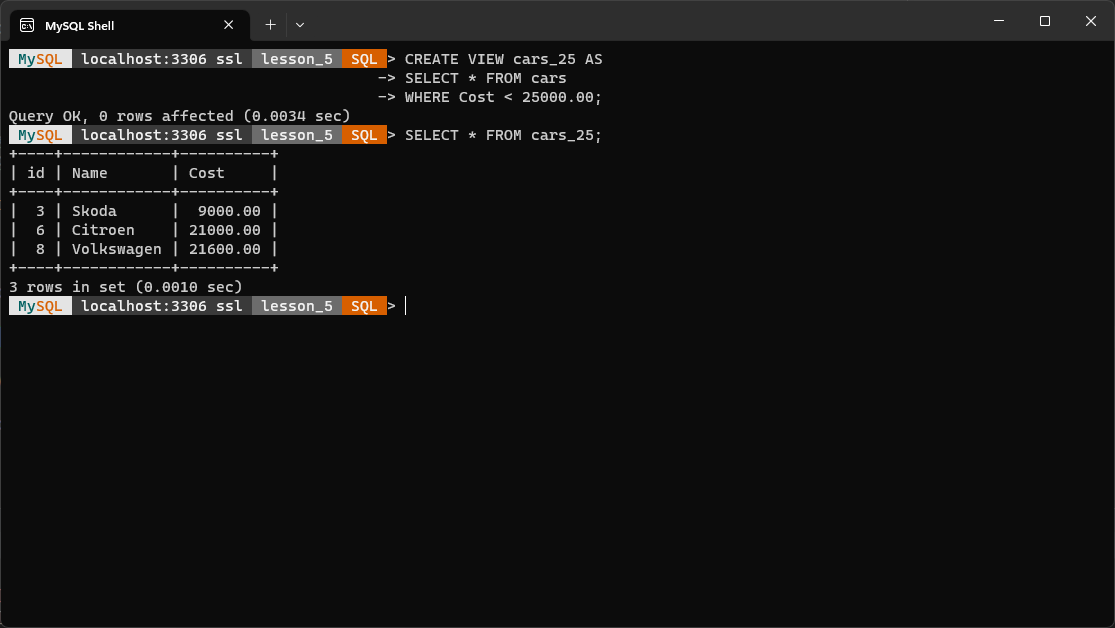 MySQL Shell
MySQL localhost:3306 ssl lesson_5 SQL > CREATE VIEW cars_25 AS
-> SELECT * FROM cars
-> WHERE Cost < 25000.00;
Query OK, 0 rows affected (0.0034 sec)
MySQL localhost:3306 ssl lesson_5 SQL > SELECT * FROM cars_25;
+----+------------+----------+
| id | Name       | Cost     |
+----+------------+----------+
|  3 | Skoda      |  9000.00 |
|  6 | Citroen    | 21000.00 |
|  8 | Volkswagen | 21600.00 |
+----+------------+----------+
3 rows in set (0.0010 sec)
MySQL localhost:3306 ssl lesson_5 SQL >